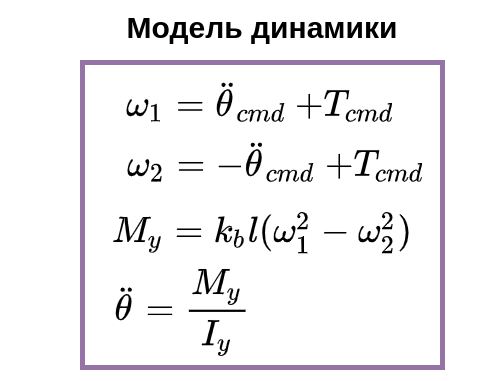 Модель динамики
ω₁ = θ̈_cmd +T_cmd
ω₂ = −θ̈_cmd +T_cmd
M_y = k_b l(ω₁² − ω₂²)
θ̈ = M_y / I_y